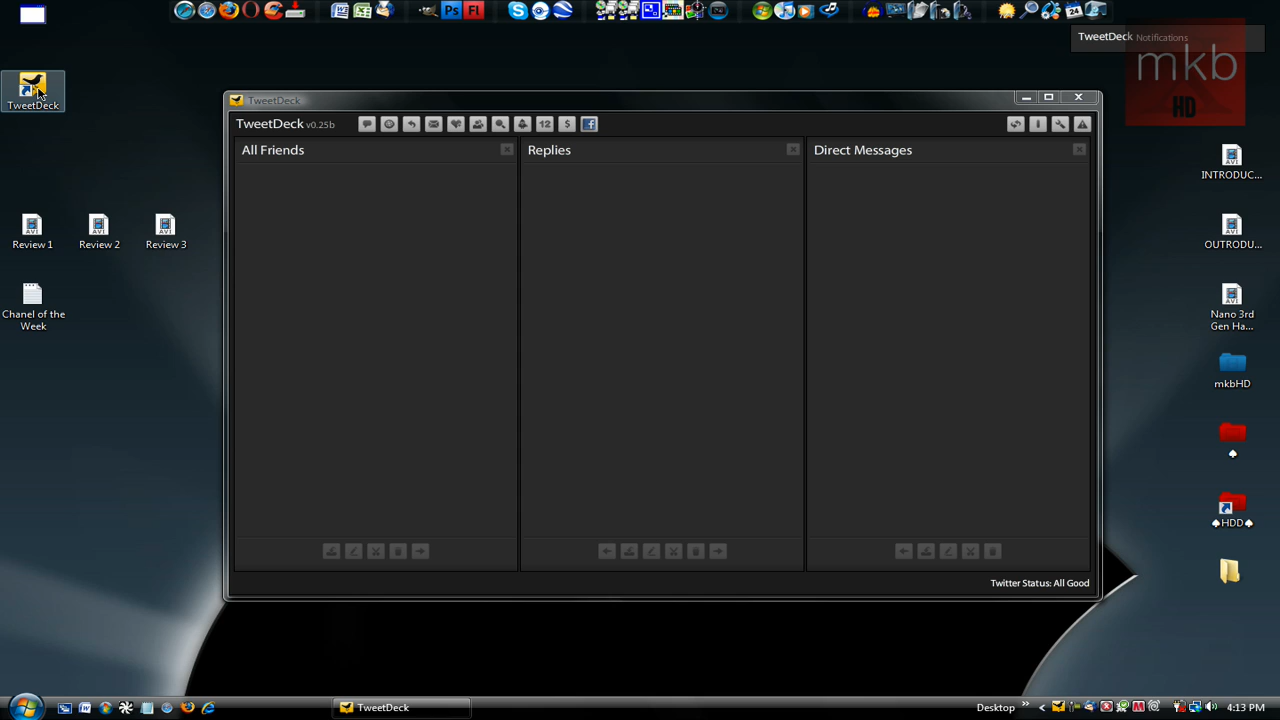 TweetDeck Notifications
mkb
HD
TweetDeck
TweetDeck
TweetDeck v0.25b
12
$
All Friends
Replies
Direct Messages
INTRODUC...
Review 1
Review 2
Review 3
OUTRODU...
Chanel of the
Week
Nano 3rd
Gen Ha...
mkbHD
♠
♠HDD♠
Twitter Status: All Good
TweetDeck
Desktop
4:13 PM